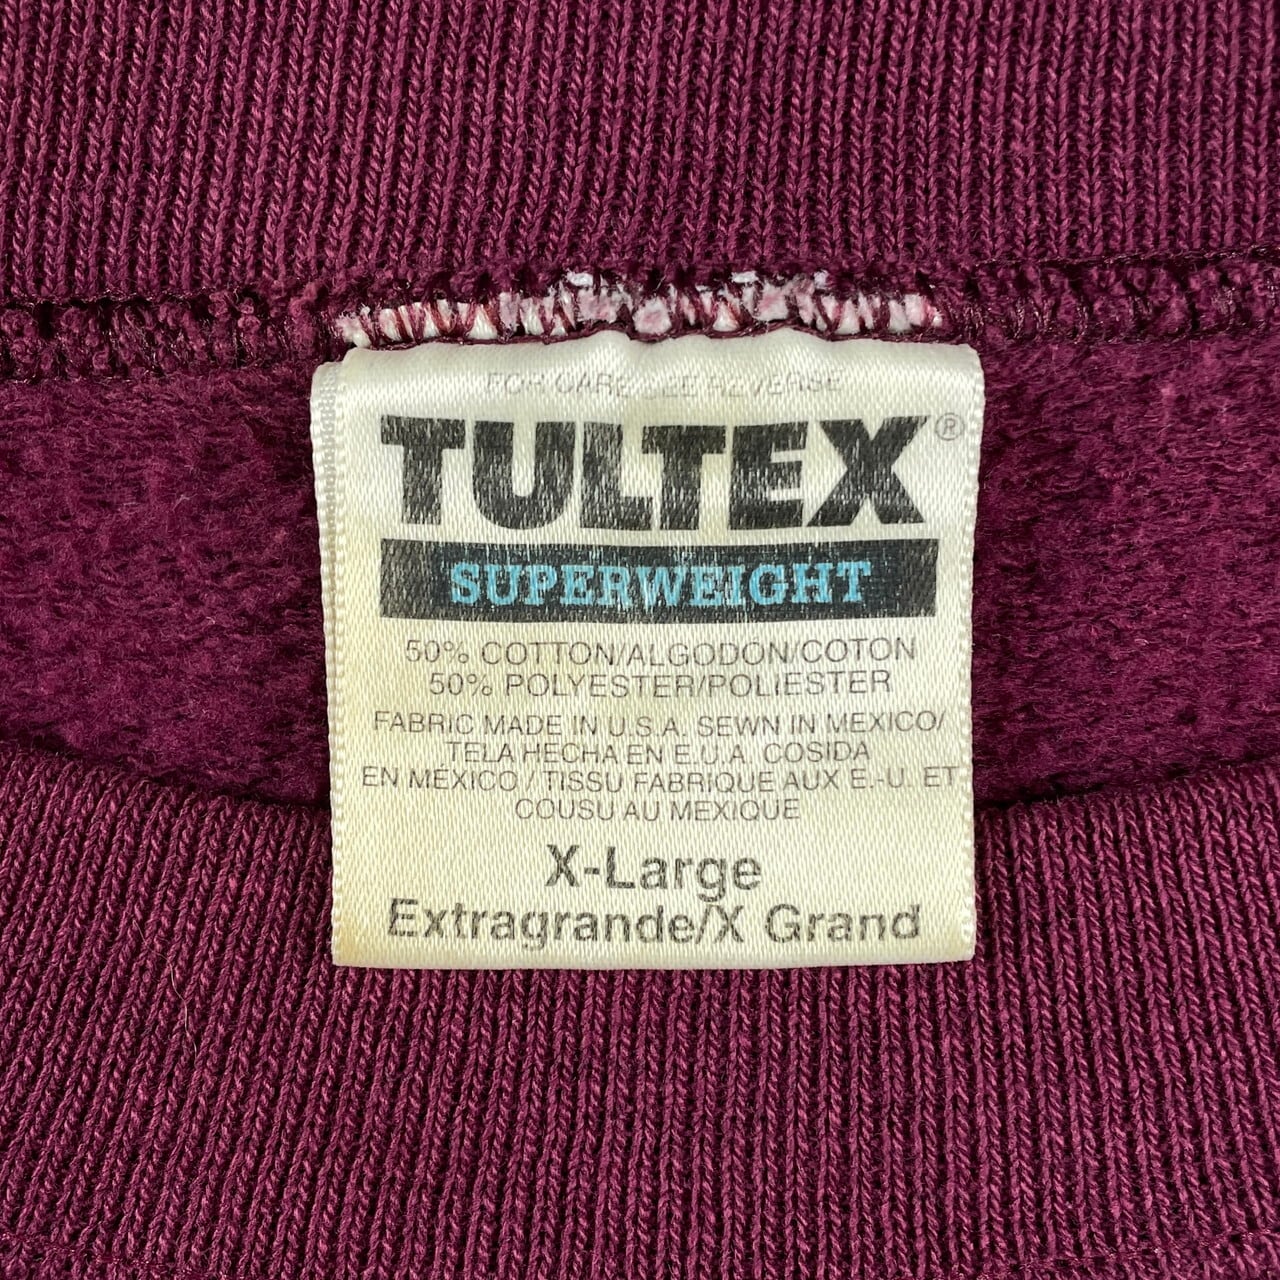 FOR CARE SEE REVERSE
TULTEX®
SUPERWEIGHT
50% COTTON/ALGODON/COTON
50% POLYESTER/POLIESTER
FABRIC MADE IN U.S.A. SEWN IN MEXICO/
TELA HECHA EN E.U.A. COSIDA
EN MÉXICO / TISSU FABRIQUE AUX E.-U. ET
COUSU AU MEXIQUE
X-Large
Extragrande/X Grand